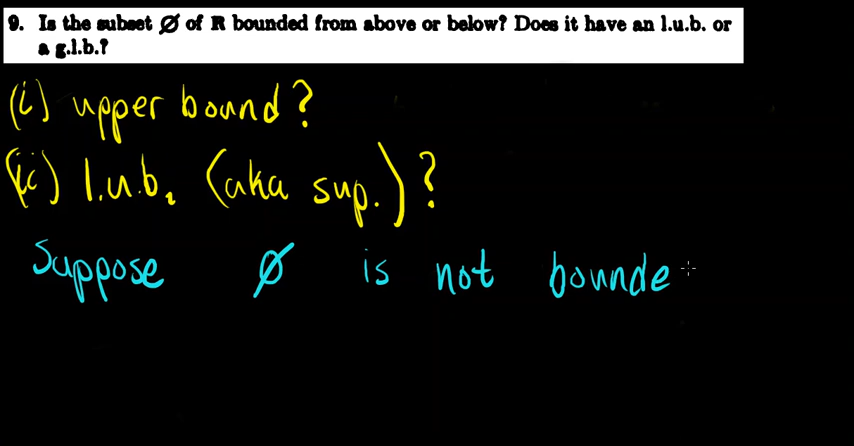 9. Is the subset Ø of R bounded from above or below? Does it have an l.u.b. or
a g.l.b.?
(i) upper bound?
(ii) l.u.b. (aka sup.)?
Suppose Ø is not bounde